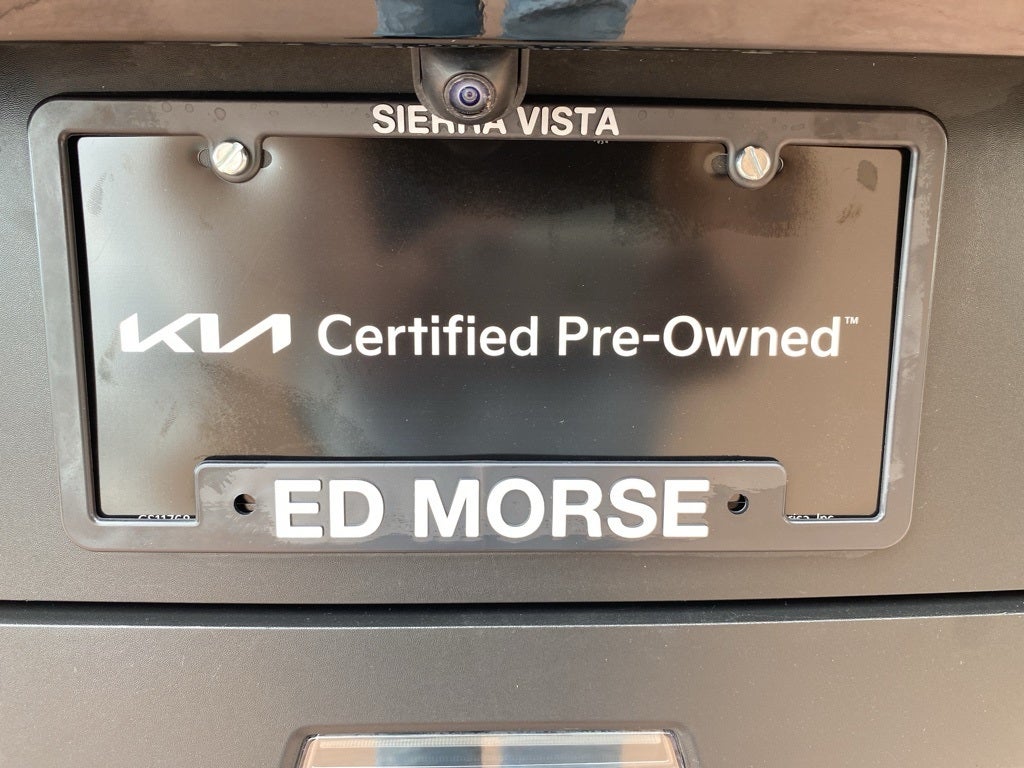 SIERRA VISTA
KIA Certified Pre-Owned™
ED MORSE